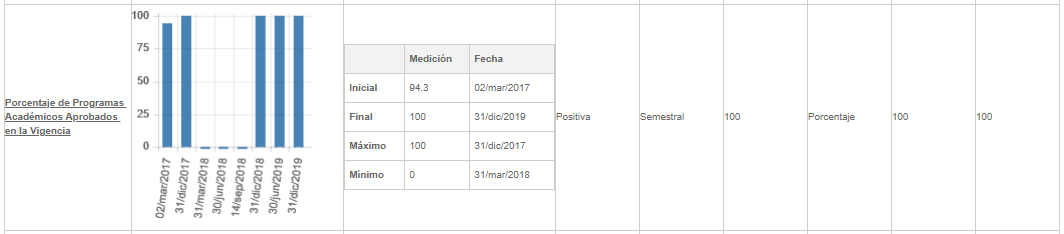 Porcentaje de Programas
Académicos Aprobados
en la Vigencia
100
75
50
25
0
02/mar/2017
31/dic/2017
31/mar/2018
30/jun/2018
14/sep/2018
31/dic/2018
30/jun/2019
31/dic/2019
Medición Fecha
Inicial 94.3 02/mar/2017
Final 100 31/dic/2019
Máximo 100 31/dic/2017
Mínimo 0 31/mar/2018
Positiva Semestral 100 Porcentaje 100 100